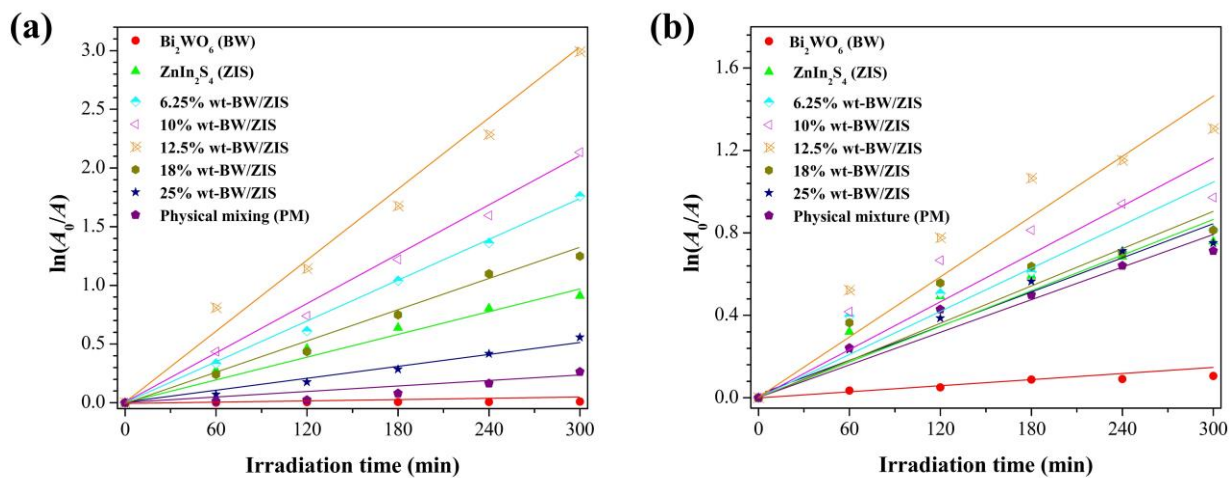 (a)
ln(A₀/A)
3.0
2.5
2.0
1.5
1.0
0.5
0.0
Bi₂WO₆ (BW)
ZnIn₂S₄ (ZIS)
6.25% wt-BW/ZIS
10% wt-BW/ZIS
12.5% wt-BW/ZIS
18% wt-BW/ZIS
25% wt-BW/ZIS
Physical mixing (PM)
0 60 120 180 240 300
Irradiation time (min)
(b)
ln(A₀/A)
1.6
1.2
0.8
0.4
0.0
Bi₂WO₆ (BW)
ZnIn₂S₄ (ZIS)
6.25% wt-BW/ZIS
10% wt-BW/ZIS
12.5% wt-BW/ZIS
18% wt-BW/ZIS
25% wt-BW/ZIS
Physical mixture (PM)
0 60 120 180 240 300
Irradiation time (min)